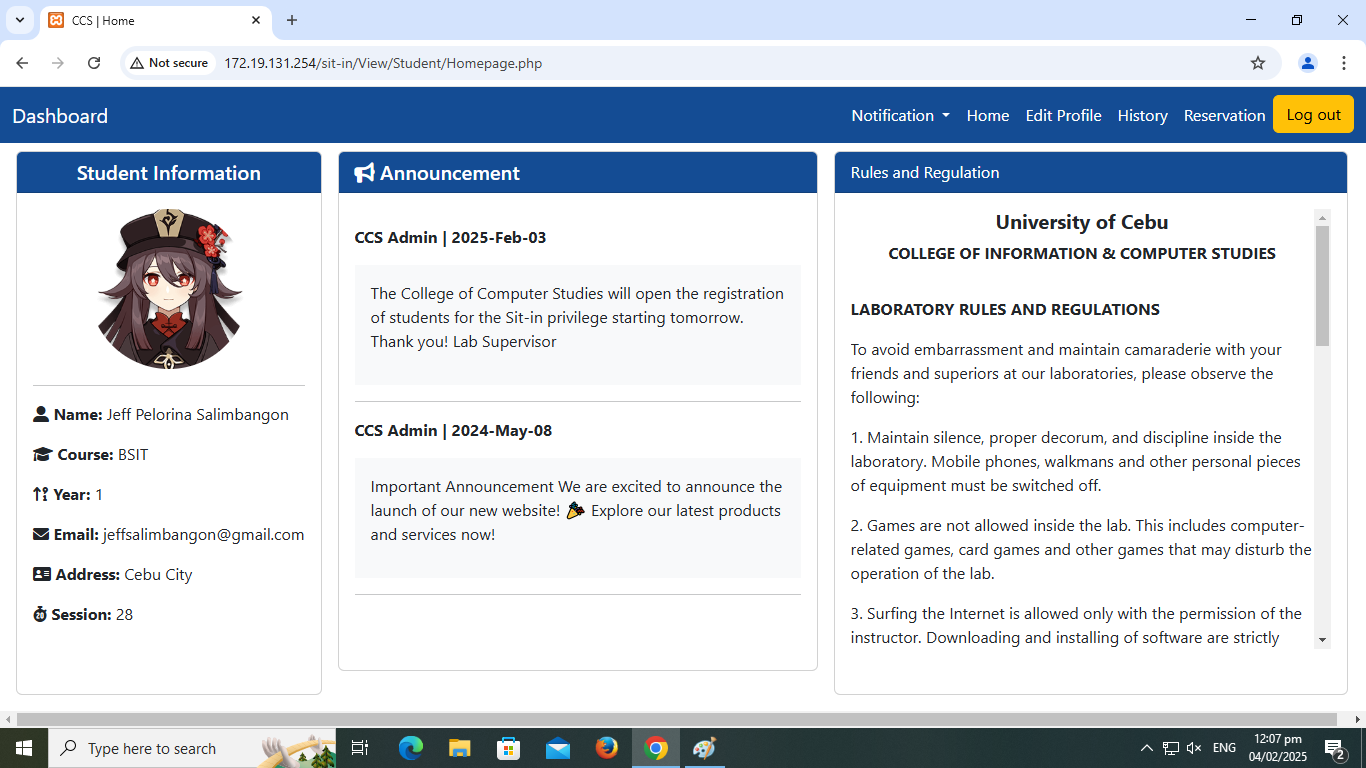 CCS | Home
Not secure
172.19.131.254/sit-in/View/Student/Homepage.php
Dashboard
Notification
Home
Edit Profile
History
Reservation
Log out
Student Information
Name: Jeff Pelorina Salimbangon
Course: BSIT
Year: 1
Email: jeffsalimbangon@gmail.com
Address: Cebu City
Session: 28
Announcement
CCS Admin | 2025-Feb-03
The College of Computer Studies will open the registration
of students for the Sit-in privilege starting tomorrow.
Thank you! Lab Supervisor
CCS Admin | 2024-May-08
Important Announcement We are excited to announce the
launch of our new website! 🎉 Explore our latest products
and services now!
Rules and Regulation
University of Cebu
COLLEGE OF INFORMATION & COMPUTER STUDIES
LABORATORY RULES AND REGULATIONS
To avoid embarrassment and maintain camaraderie with your
friends and superiors at our laboratories, please observe the
following:
1. Maintain silence, proper decorum, and discipline inside the
laboratory. Mobile phones, walkmans and other personal pieces
of equipment must be switched off.
2. Games are not allowed inside the lab. This includes computer-
related games, card games and other games that may disturb the
operation of the lab.
3. Surfing the Internet is allowed only with the permission of the
instructor. Downloading and installing of software are strictly
Type here to search
ENG
12:07 pm
04/02/2025
2